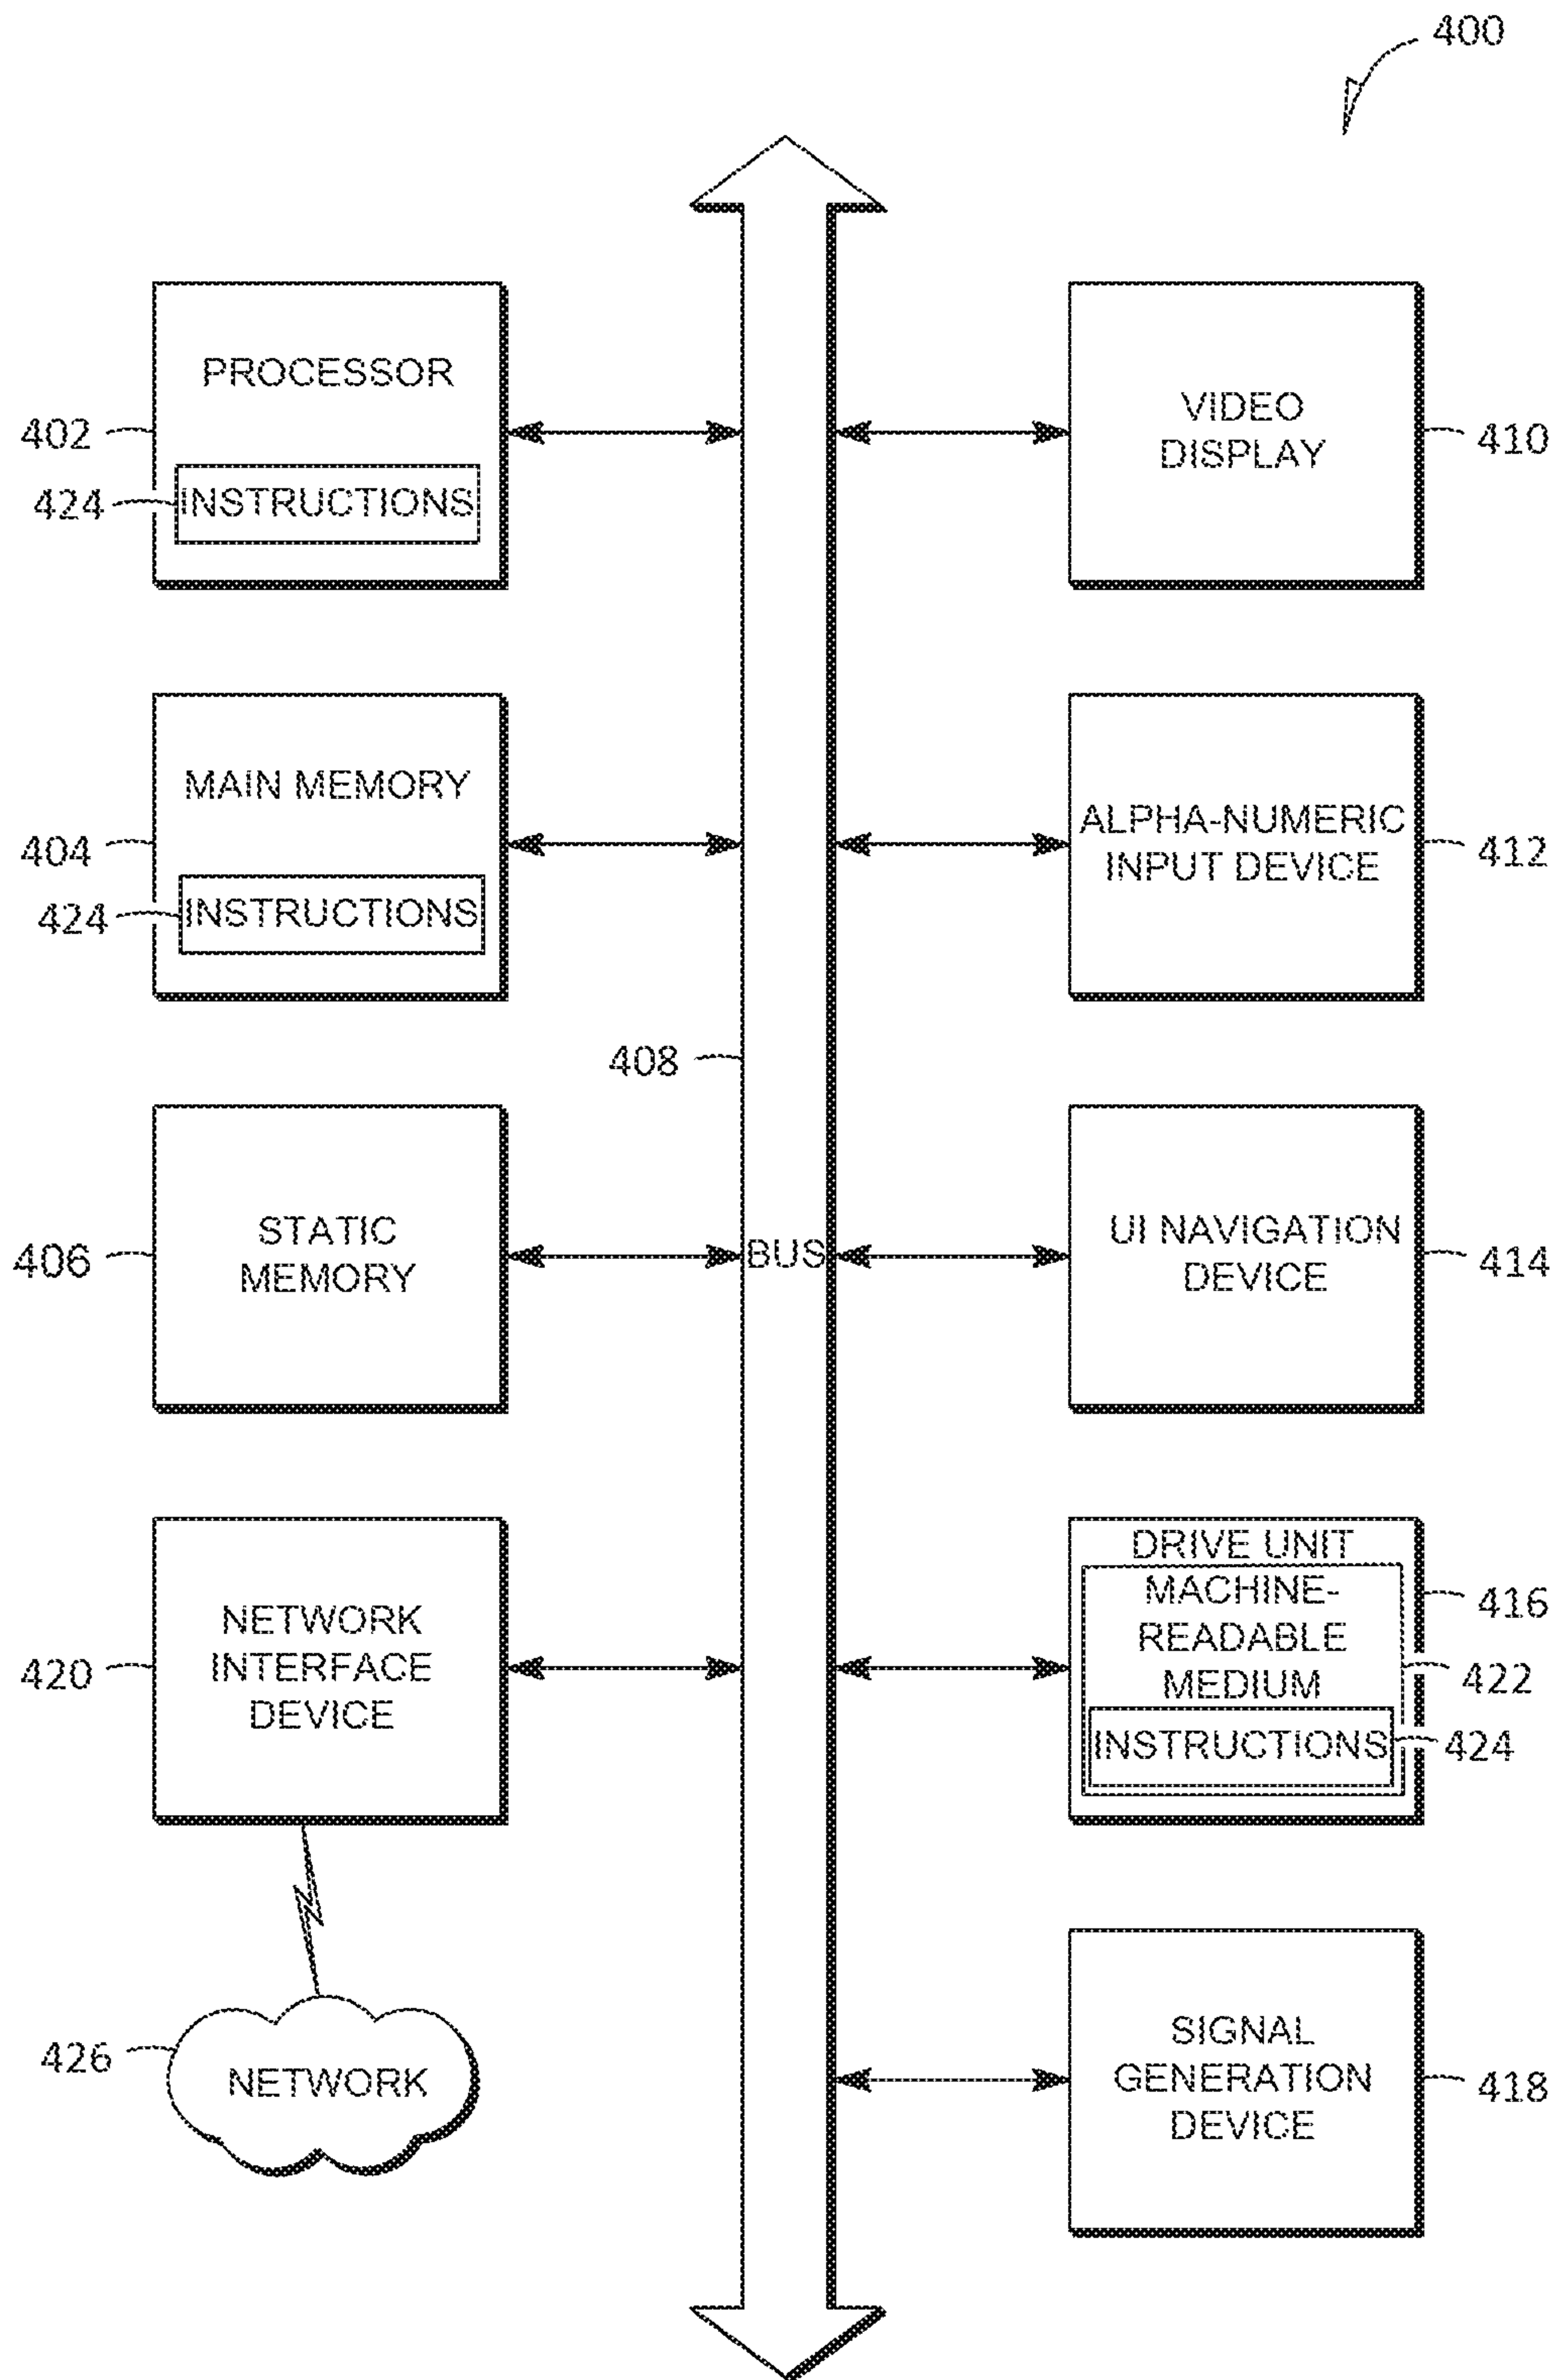 400
PROCESSOR
402
424
INSTRUCTIONS
VIDEO
DISPLAY
410
MAIN MEMORY
404
424
INSTRUCTIONS
ALPHA-NUMERIC
INPUT DEVICE
412
408
STATIC
MEMORY
406
BUS
UI NAVIGATION
DEVICE
414
NETWORK
INTERFACE
DEVICE
420
DRIVE UNIT
MACHINE-
READABLE
MEDIUM
INSTRUCTIONS
416
422
424
426
NETWORK
SIGNAL
GENERATION
DEVICE
418